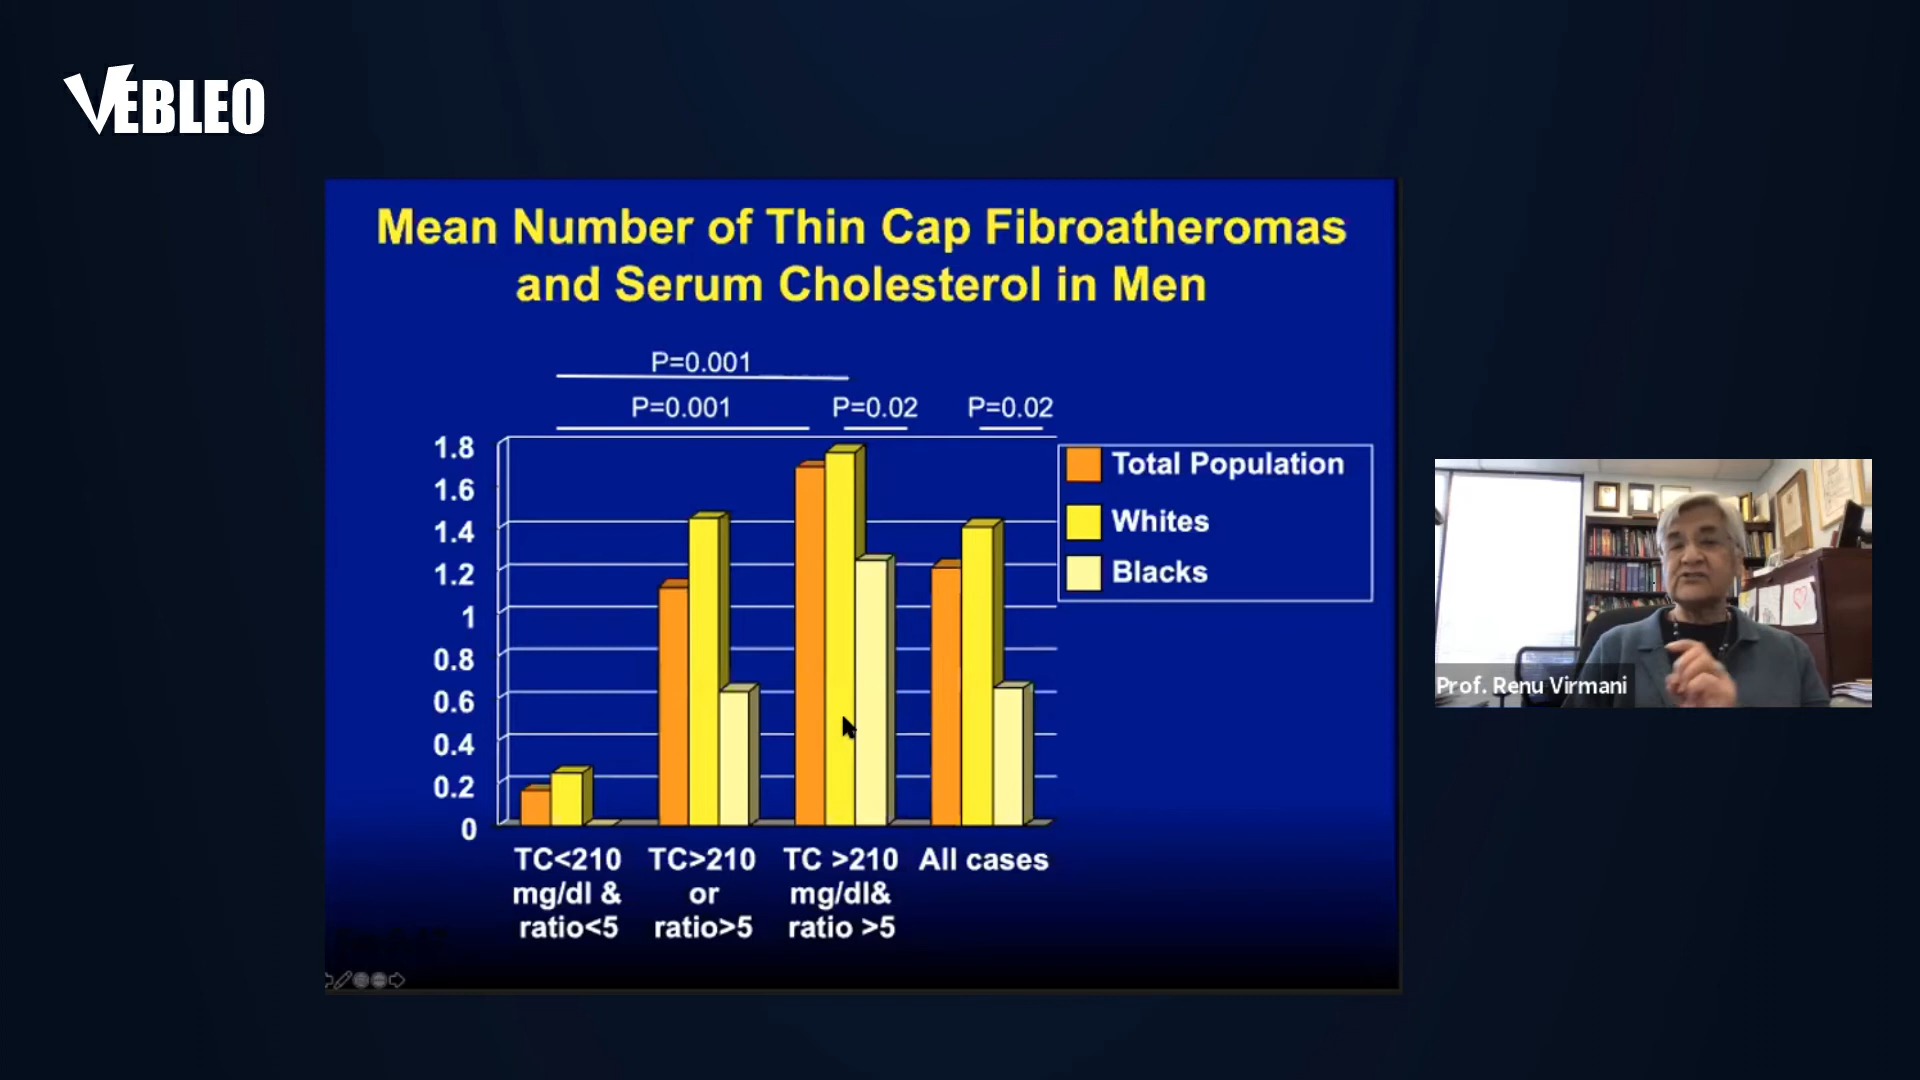 VEBLEO
Mean Number of Thin Cap Fibroatheromas
and Serum Cholesterol in Men
P=0.001
P=0.001
P=0.02
P=0.02
1.8
1.6
1.4
1.2
1
0.8
0.6
0.4
0.2
0
Total Population
Whites
Blacks
TC<210
mg/dl &
ratio<5
TC>210
or
ratio>5
TC >210
mg/dl&
ratio >5
All cases
Prof. Renu Virmani